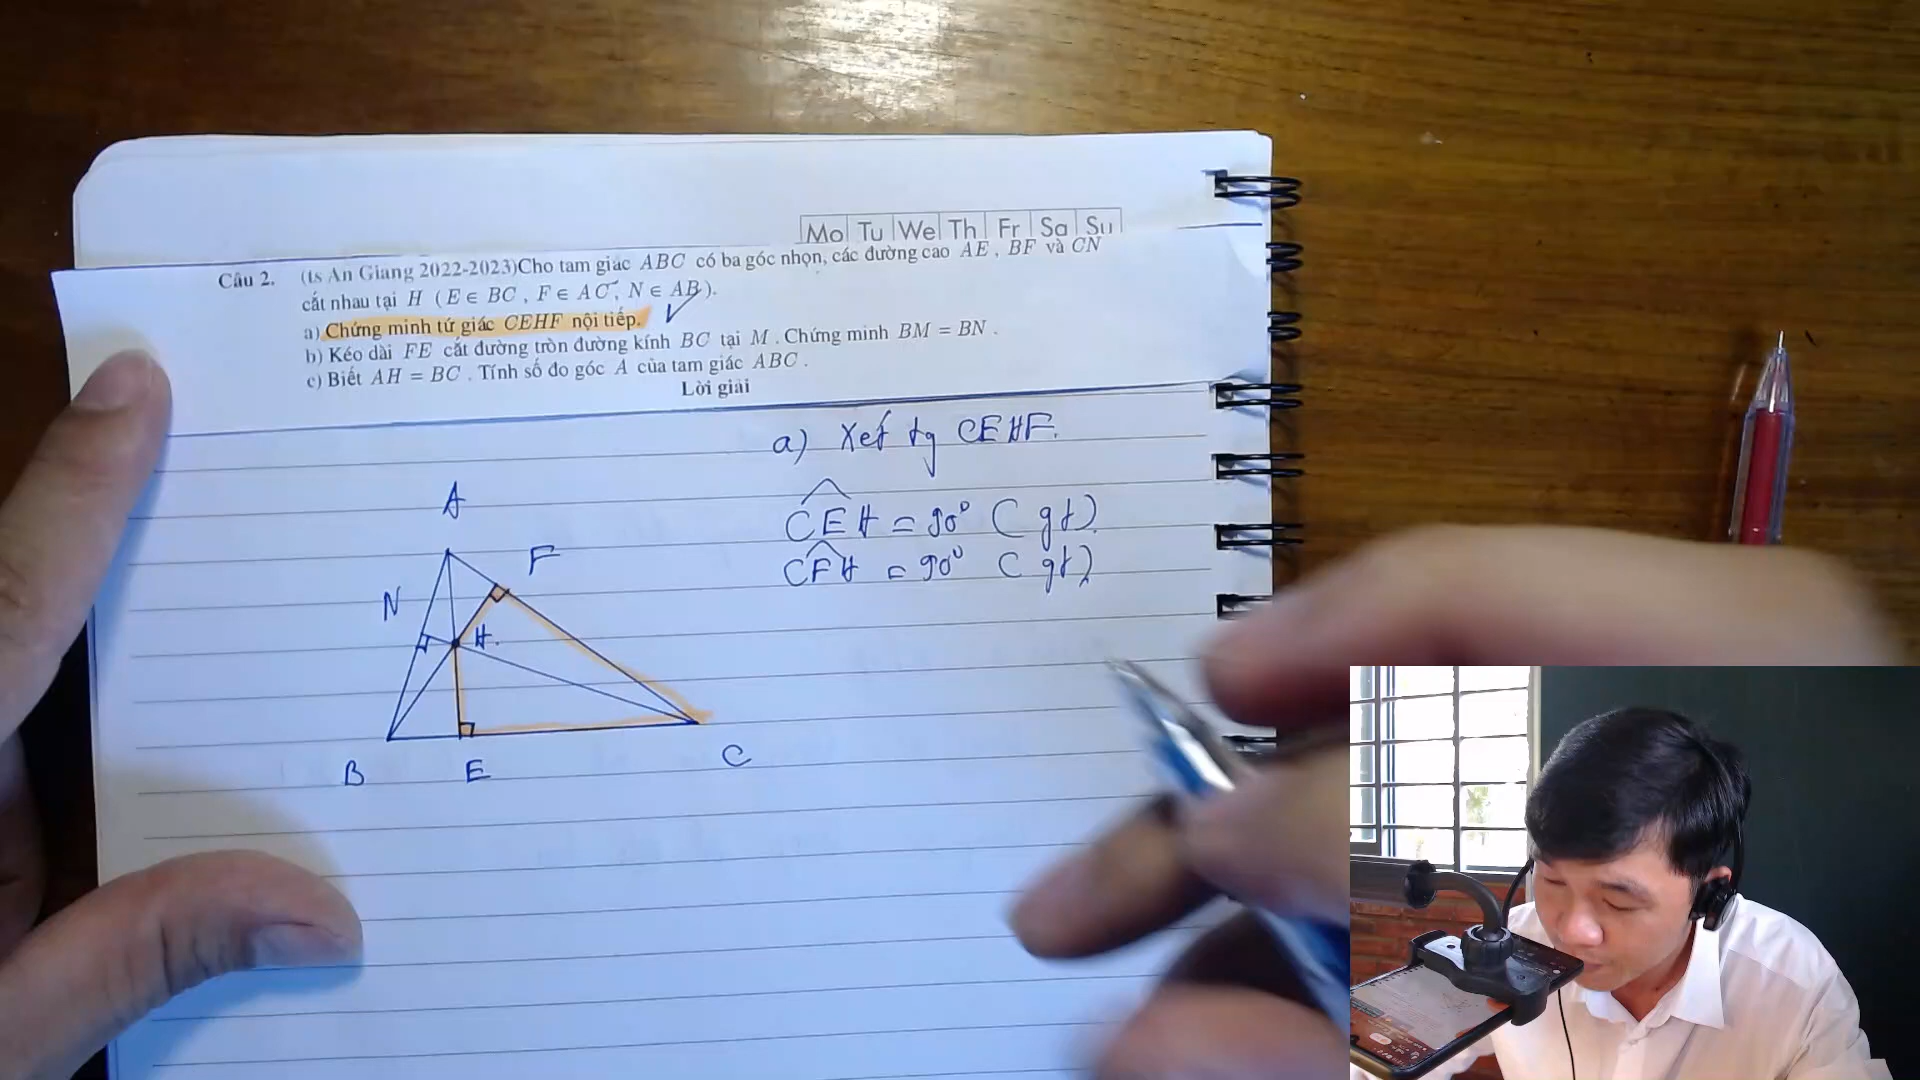 Mo Tu We Th Fr Sa Su
Câu 2. (ts An Giang 2022-2023)Cho tam giác ABC có ba góc nhọn, các đường cao AE , BF và CN
cắt nhau tại H ( E ∈ BC , F ∈ AC , N ∈ AB ).
a) Chứng minh tứ giác CEHF nội tiếp.
b) Kéo dài FE cắt đường tròn đường kính BC tại M . Chứng minh BM = BN .
c) Biết AH = BC . Tính số đo góc A của tam giác ABC .
Lời giải
a) Xét tg CEHF.
CEH = 90° ( gt)
CFH = 90° ( gt)
A
F
N
H.
B E C